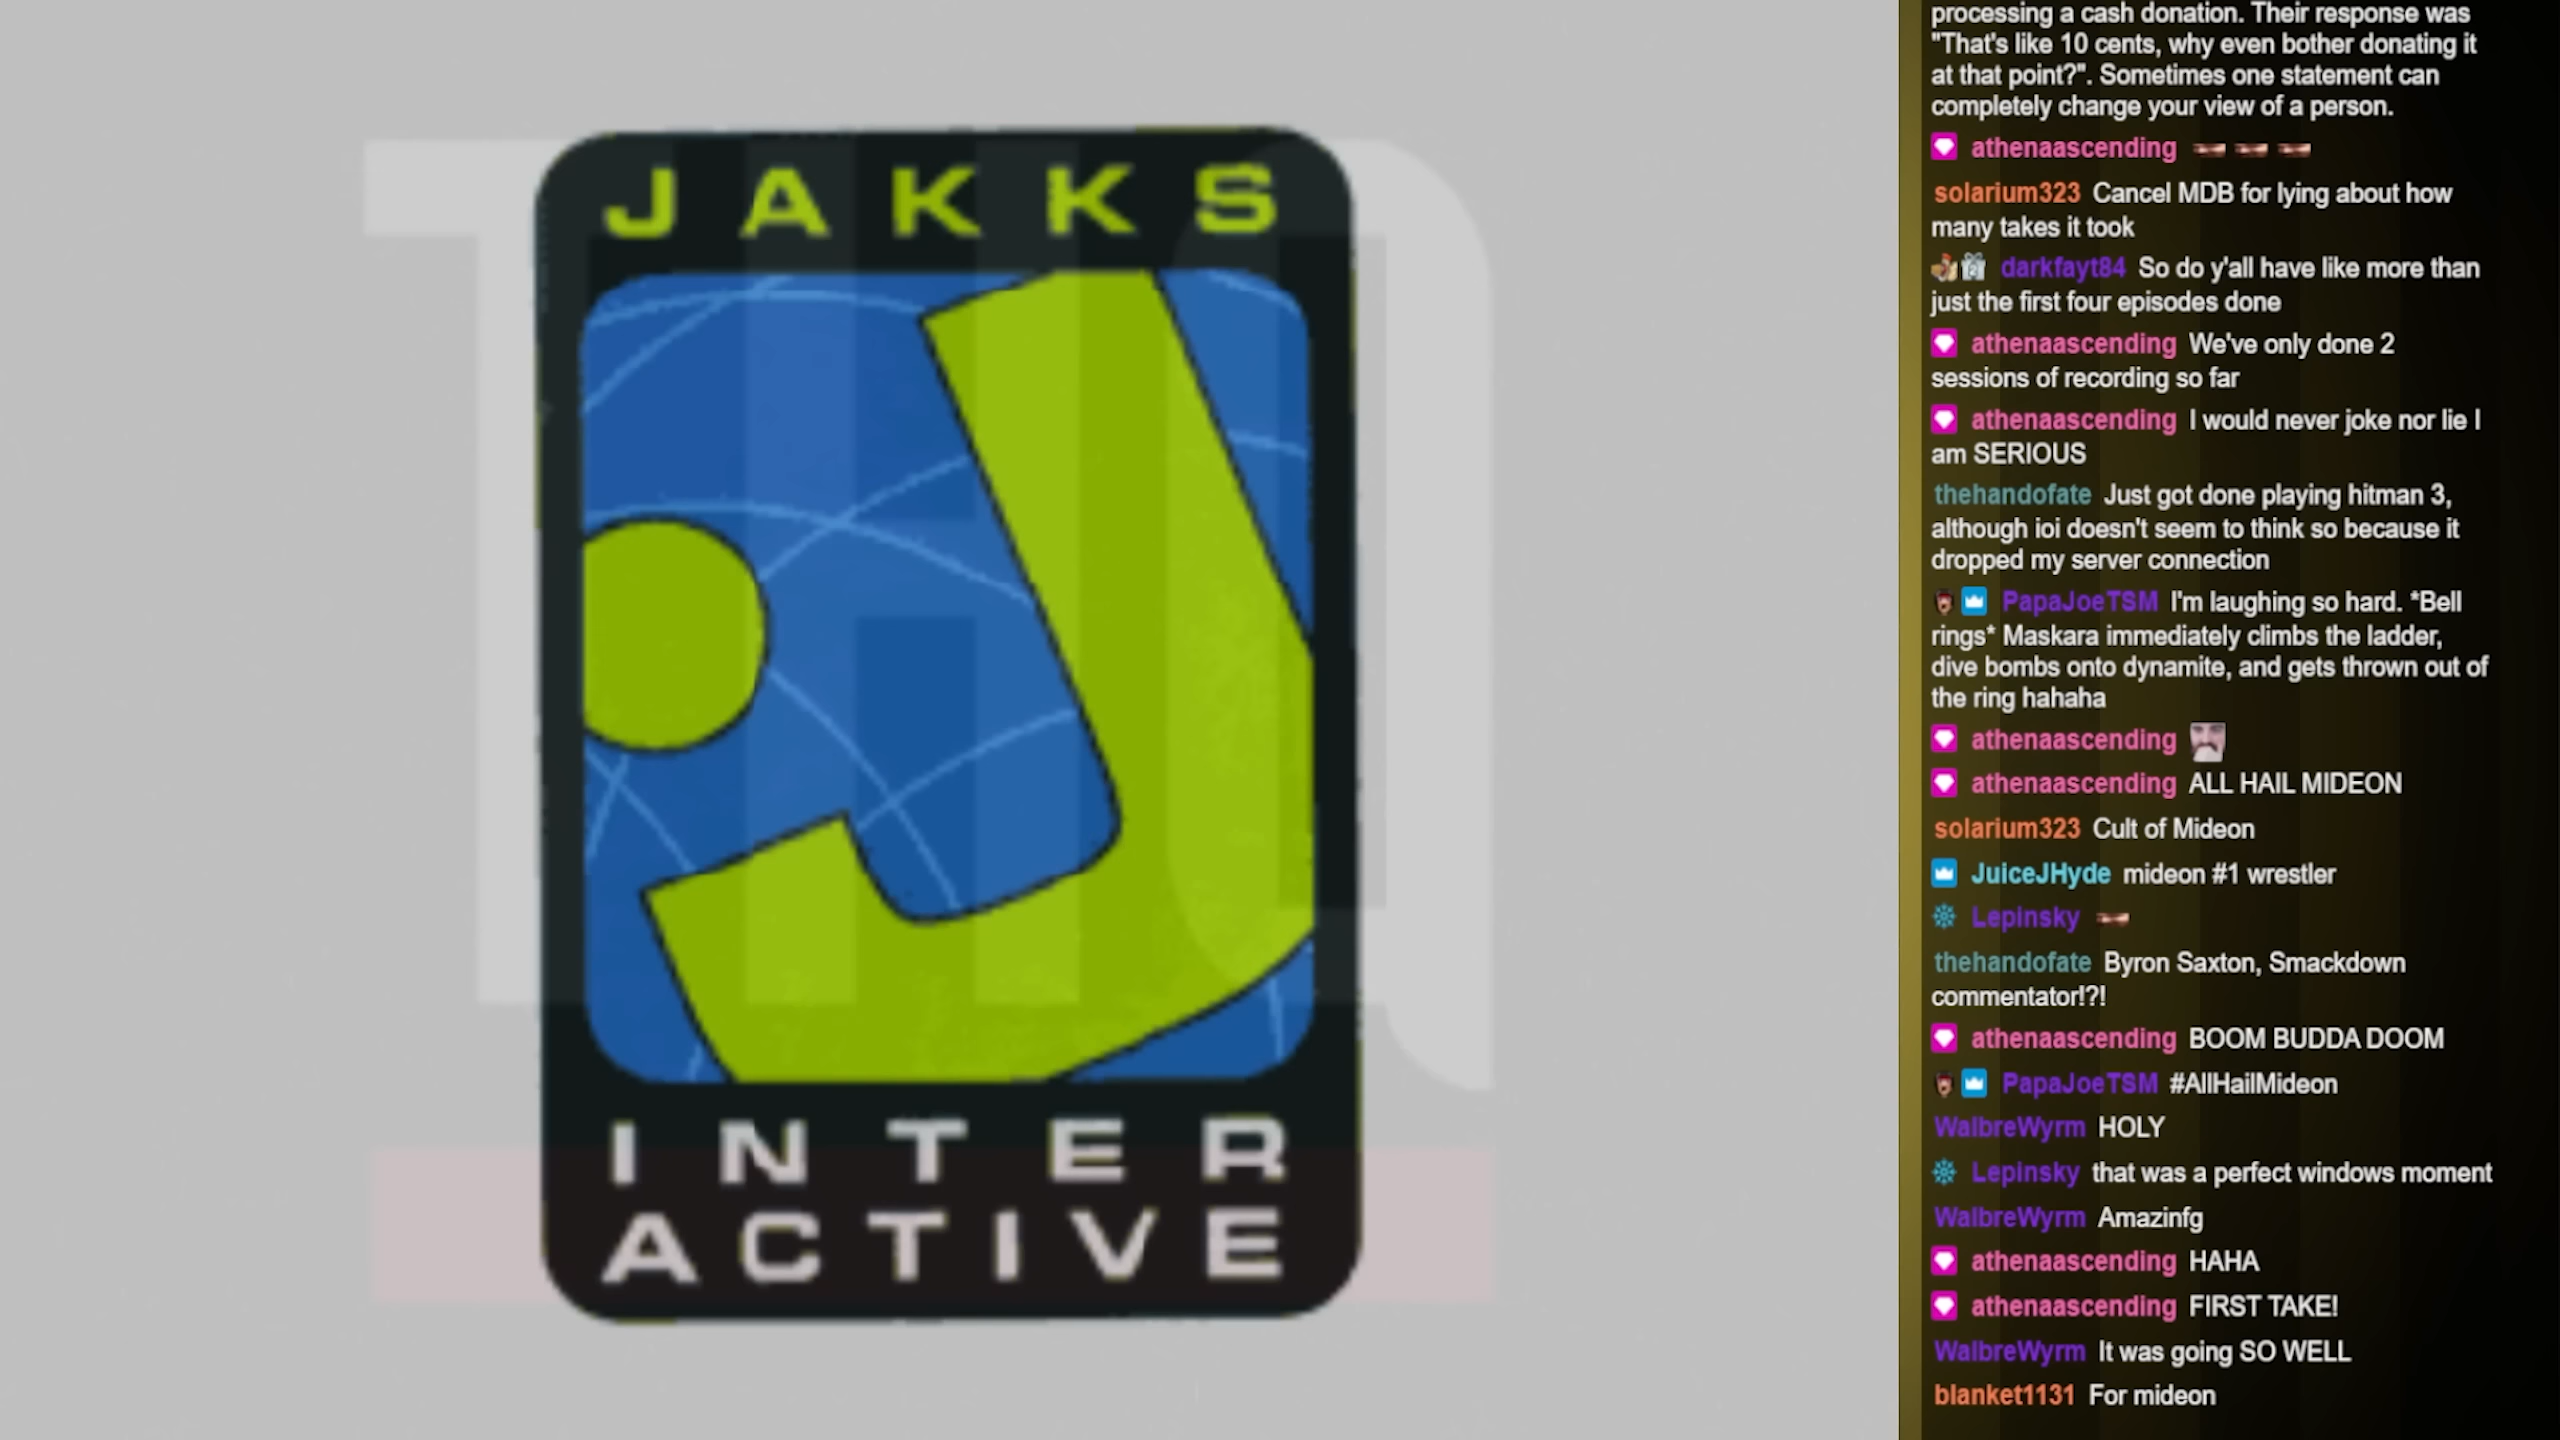 JAKKS
THQ
INTER
ACTIVE
processing a cash donation. Their response was
"That's like 10 cents, why even bother donating it
at that point?". Sometimes one statement can
completely change your view of a person.
athenaascending
solarium323 Cancel MDB for lying about how
many takes it took
darkfayt84 So do y'all have like more than
just the first four episodes done
athenaascending We've only done 2
sessions of recording so far
athenaascending I would never joke nor lie I
am SERIOUS
thehandofate Just got done playing hitman 3,
although ioi doesn't seem to think so because it
dropped my server connection
PapaJoeTSM I'm laughing so hard. *Bell
rings* Maskara immediately climbs the ladder,
dive bombs onto dynamite, and gets thrown out of
the ring hahaha
athenaascending
athenaascending ALL HAIL MIDEON
solarium323 Cult of Mideon
JuiceJHyde mideon #1 wrestler
Lepinsky
thehandofate Byron Saxton, Smackdown
commentator!?!
athenaascending BOOM BUDDA DOOM
PapaJoeTSM #AllHailMideon
WalbreWyrm HOLY
Lepinsky that was a perfect windows moment
WalbreWyrm Amazinfg
athenaascending HAHA
athenaascending FIRST TAKE!
WalbreWyrm It was going SO WELL
blanket1131 For mideon